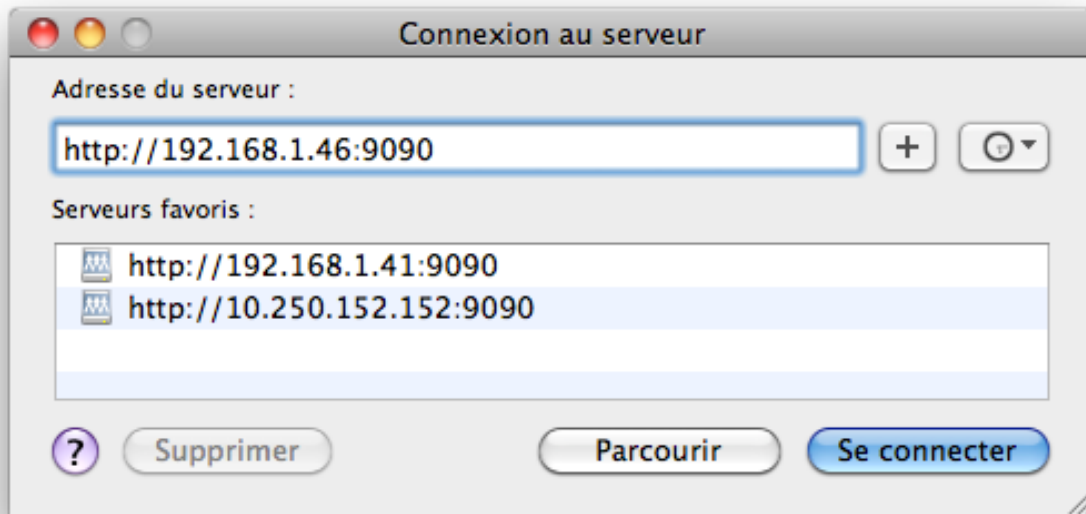 Connexion au serveur
Adresse du serveur :
http://192.168.1.46:9090
+
Serveurs favoris :
http://192.168.1.41:9090
http://10.250.152.152:9090
? Supprimer Parcourir Se connecter